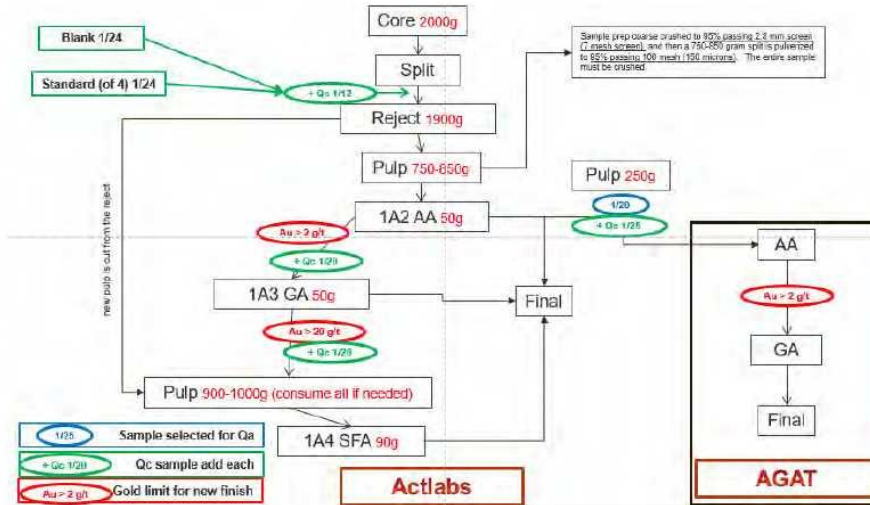 Core 2000g
Blank 1/24
Split
Standard (of 4) 1/24
+ Qc 1/12
Sample prep coarse crushed to 95% passing 2.8 mm screen
(7 mesh screen), and then a 750-850 gram split is pulverized
to 95% passing 100 mesh (150 microns). The entire sample
must be crushed.
Reject 1900g
Pulp 750-850g
Pulp 250g
1/20
+ Qc 1/25
1A2 AA 50g
Au > 2 g/t
+ Qc 1/20
new pulp is cut from the reject
1A3 GA 50g
Final
Au > 20 g/t
+ Qc 1/20
Pulp 900-1000g (consume all if needed)
1A4 SFA 90g
AA
Au > 2 g/t
GA
Final
1/25 Sample selected for Qa
+ Qc 1/20 Qc sample add each
Au > 2 g/t Gold limit for new finish
Actlabs
AGAT